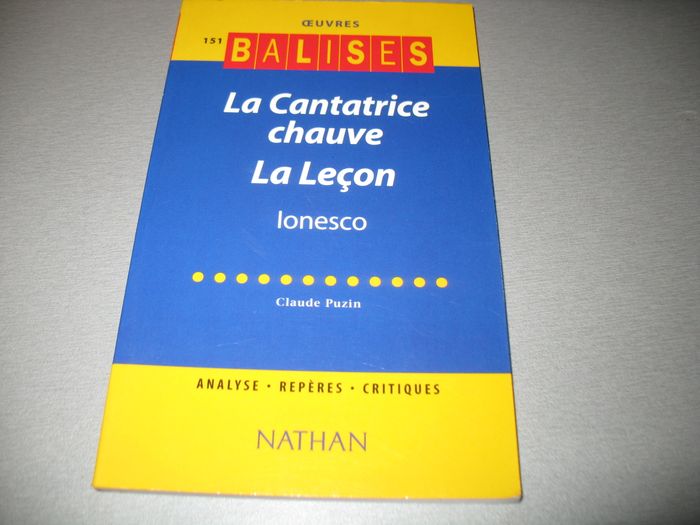 ŒUVRES
151 BALISES
La Cantatrice
chauve
La Leçon
Ionesco
Claude Puzin
ANALYSE • REPÈRES • CRITIQUES
NATHAN